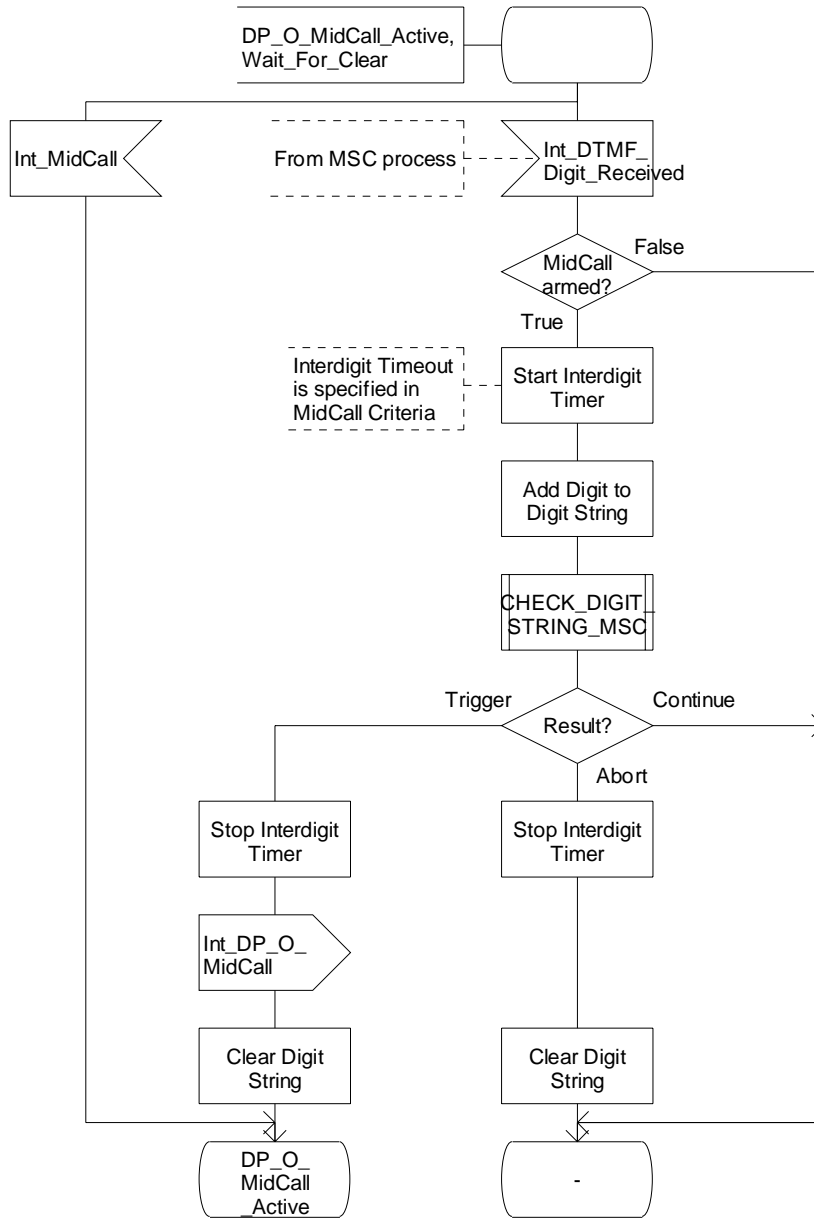 DP_O_MidCall_Active,
Wait_For_Clear
Int_MidCall
From MSC process
Int_DTMF_
Digit_Received
MidCall
armed?
False
True
Interdigit Timeout
is specified in
MidCall Criteria
Start Interdigit
Timer
Add Digit to
Digit String
CHECK_DIGIT_
STRING_MSC
Trigger
Result?
Continue
Abort
Stop Interdigit
Timer
Stop Interdigit
Timer
Int_DP_O_
MidCall
Clear Digit
String
Clear Digit
String
DP_O_
MidCall
_Active
-